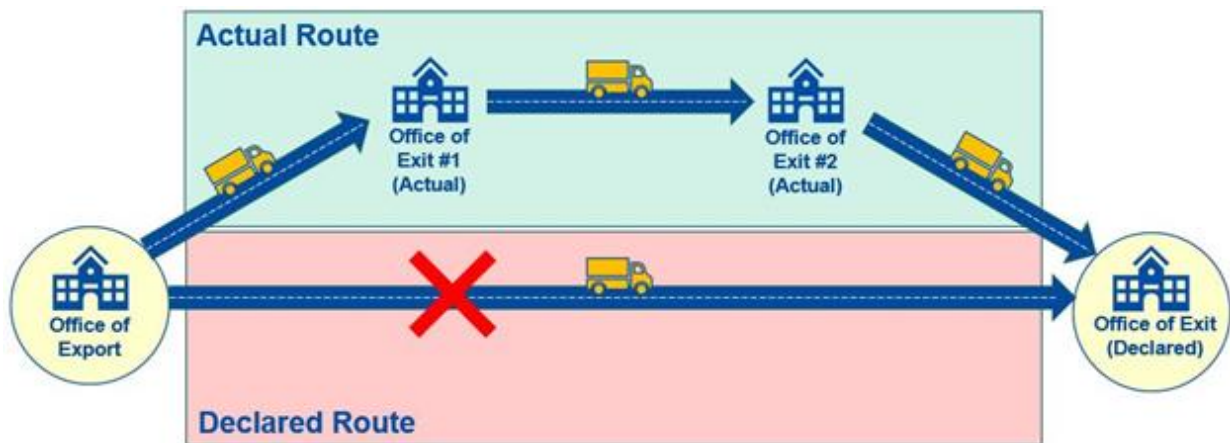 Actual Route
Office of
Exit #1
(Actual)
Office of
Exit #2
(Actual)
Office of
Export
Office of Exit
(Declared)
Declared Route